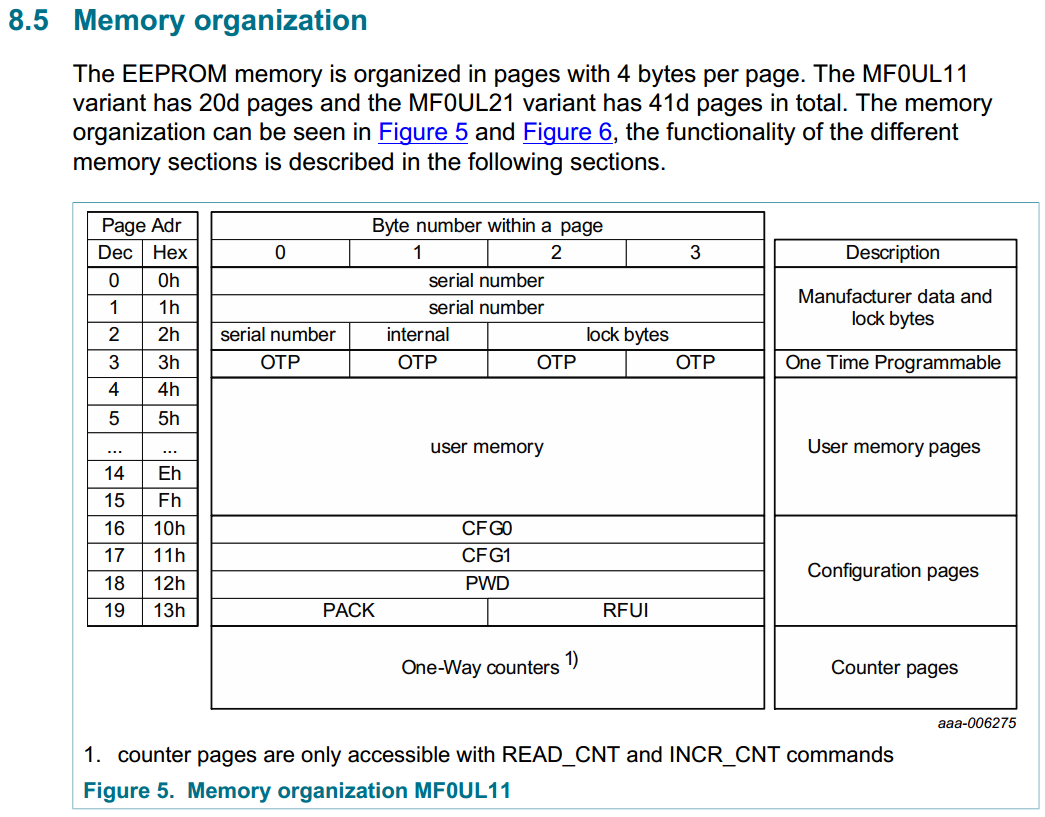 8.5 Memory organization
The EEPROM memory is organized in pages with 4 bytes per page. The MF0UL11
variant has 20d pages and the MF0UL21 variant has 41d pages in total. The memory
organization can be seen in Figure 5 and Figure 6, the functionality of the different
memory sections is described in the following sections.
Page Adr Byte number within a page
Dec Hex 0 1 2 3 Description
0 0h serial number
Manufacturer data and
lock bytes
1 1h serial number
2 2h serial number internal lock bytes
3 3h OTP OTP OTP OTP One Time Programmable
4 4h
5 5h
... ... user memory User memory pages
14 Eh
15 Fh
16 10h CFG0
17 11h CFG1
Configuration pages
18 12h PWD
19 13h PACK RFUI
One-Way counters 1) Counter pages
aaa-006275
1. counter pages are only accessible with READ_CNT and INCR_CNT commands
Figure 5. Memory organization MF0UL11